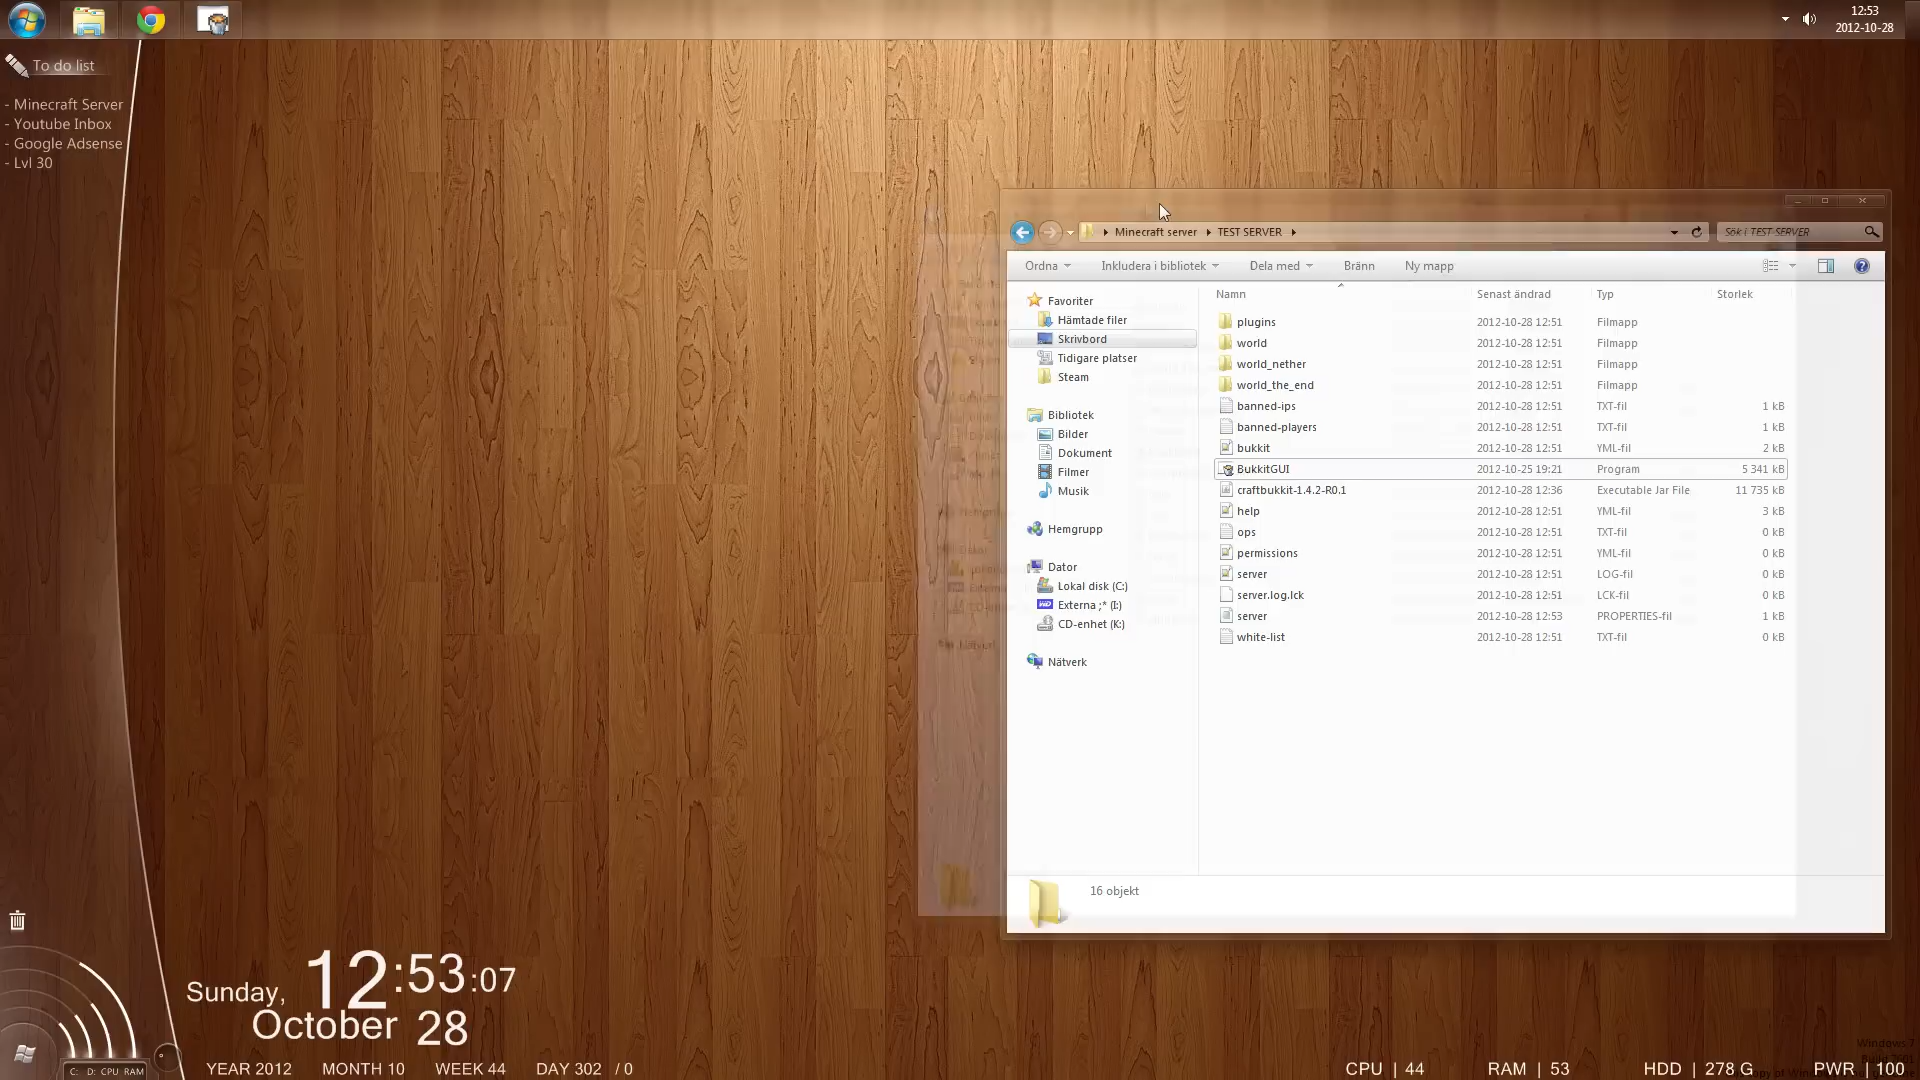 12:53
2012-10-28
To do list
- Minecraft Server
- Youtube Inbox
- Google Adsense
- Lvl 30
Minecraft server TEST SERVER
Sök i TEST SERVER
Ordna Inkludera i bibliotek Dela med Bränn Ny mapp
Favoriter
Hämtade filer
Skrivbord
Tidigare platser
Steam
Bibliotek
Bilder
Dokument
Filmer
Musik
Hemgrupp
Dator
Lokal disk (C:)
Externa ;* (I:)
CD-enhet (K:)
Nätverk
Namn Senast ändrad Typ Storlek
plugins 2012-10-28 12:51 Filmapp
world 2012-10-28 12:51 Filmapp
world_nether 2012-10-28 12:51 Filmapp
world_the_end 2012-10-28 12:51 Filmapp
banned-ips 2012-10-28 12:51 TXT-fil 1 kB
banned-players 2012-10-28 12:51 TXT-fil 1 kB
bukkit 2012-10-28 12:51 YML-fil 2 kB
BukkitGUI 2012-10-25 19:21 Program 5 341 kB
craftbukkit-1.4.2-R0.1 2012-10-28 12:36 Executable Jar File 11 735 kB
help 2012-10-28 12:51 YML-fil 3 kB
ops 2012-10-28 12:51 TXT-fil 0 kB
permissions 2012-10-28 12:51 YML-fil 0 kB
server 2012-10-28 12:51 LOG-fil 0 kB
server.log.lck 2012-10-28 12:51 LCK-fil 0 kB
server 2012-10-28 12:53 PROPERTIES-fil 1 kB
white-list 2012-10-28 12:51 TXT-fil 0 kB
16 objekt
Sunday, 12:53:07
October 28
C: D: CPU RAM
YEAR 2012 MONTH 10 WEEK 44 DAY 302 / 0
CPU | 44 RAM | 53 HDD | 278 G PWR | 100
Windows 7